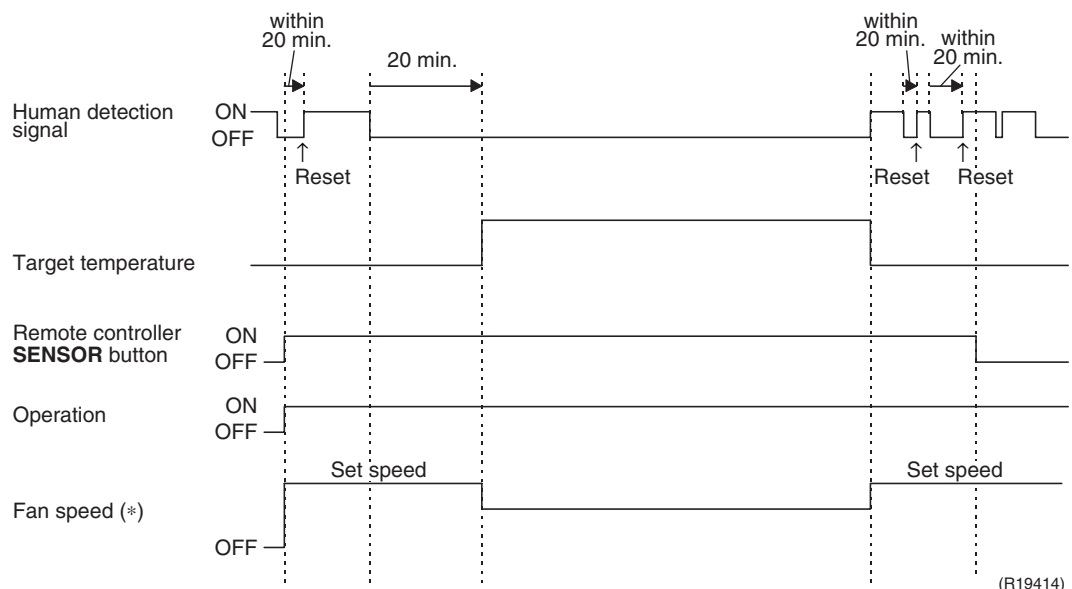 within
20 min.
20 min.
within
20 min.
within
20 min.
Human detection
signal
ON
OFF
Reset
Reset
Reset
Target temperature
Remote controller
SENSOR button
ON
OFF
Operation
ON
OFF
Set speed
Set speed
Fan speed (*)
OFF
(R19414)